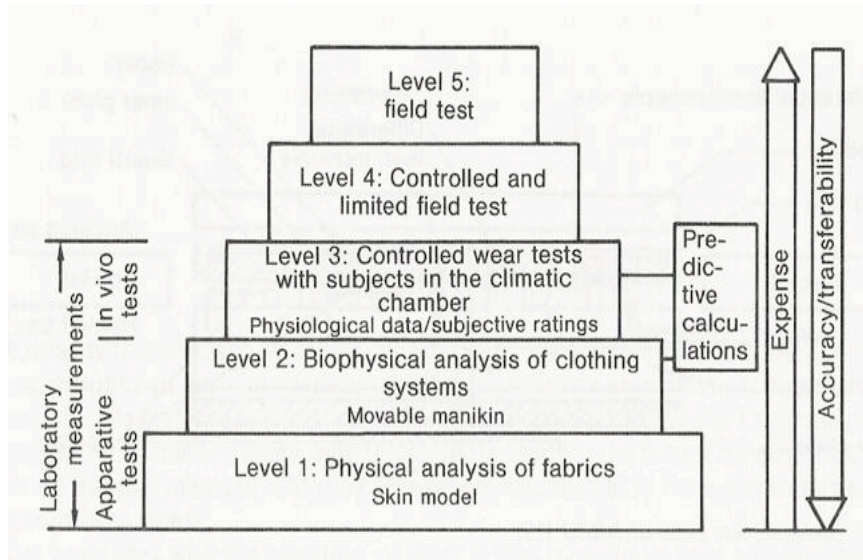 Level 5:
field test
Level 4: Controlled and
limited field test
Level 3: Controlled wear tests
with subjects in the climatic
chamber
Physiological data/subjective ratings
Level 2: Biophysical analysis of clothing
systems
Movable manikin
Level 1: Physical analysis of fabrics
Skin model
Laboratory
measurements
In vivo
tests
Apparative
tests
Pre-
dic-
tive
calcu-
lations
Expense
Accuracy/transferability